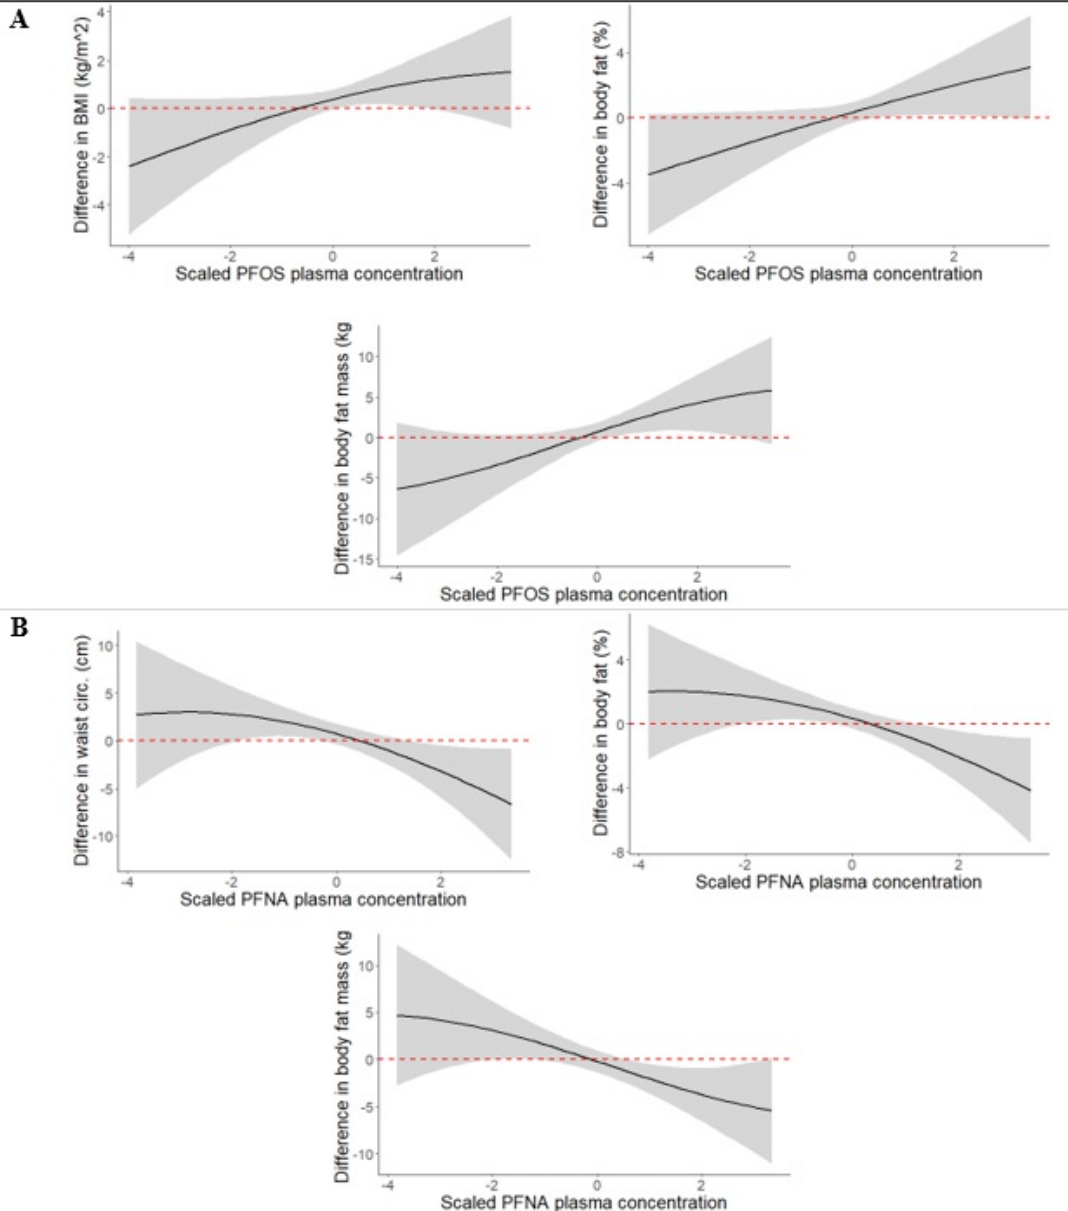 A
Difference in BMI (kg/m^2)
4
2
0
-2
-4
-4 -2 0 2
Scaled PFOS plasma concentration
Difference in body fat (%)
4
0
-4
-4 -2 0 2
Scaled PFOS plasma concentration
Difference in body fat mass (kg
10
5
0
-5
-10
-15
-4 -2 0 2
Scaled PFOS plasma concentration
B
Difference in waist circ. (cm)
10
5
0
-5
-10
-4 -2 0 2
Scaled PFNA plasma concentration
Difference in body fat (%)
4
0
-4
-8
-4 -2 0 2
Scaled PFNA plasma concentration
Difference in body fat mass (kg
10
5
0
-5
-10
-4 -2 0 2
Scaled PFNA plasma concentration